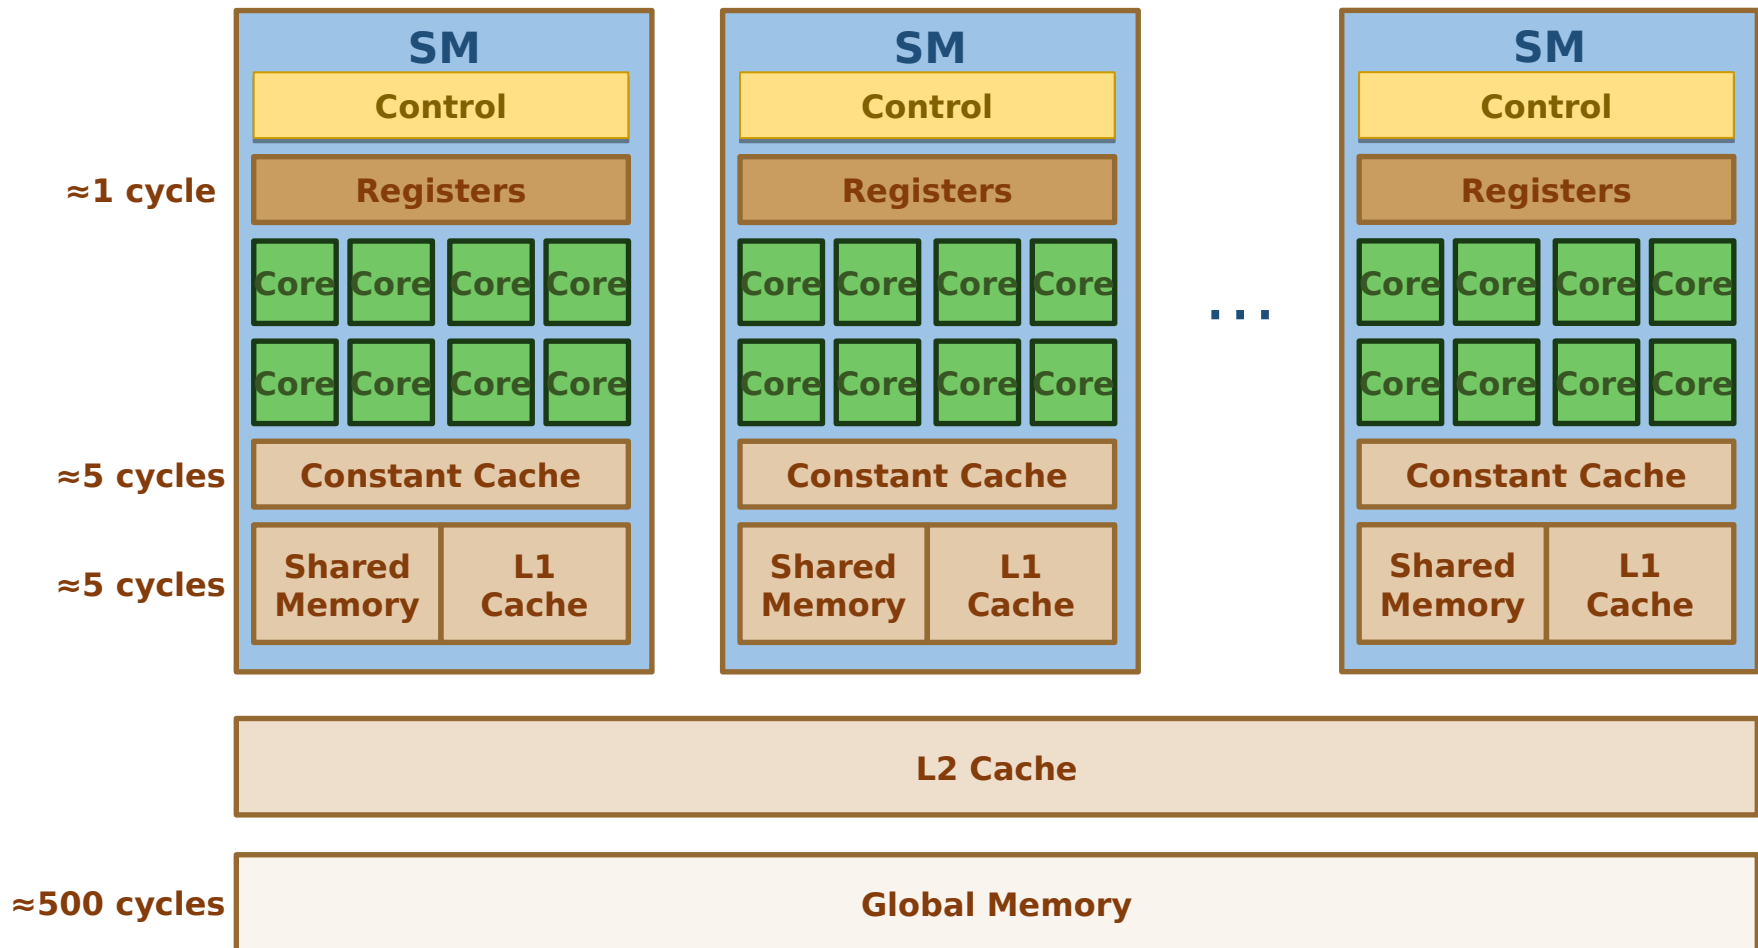 SM SM SM
Control Control Control
≈1 cycle Registers Registers Registers
Core Core Core Core Core Core Core Core ... Core Core Core Core
Core Core Core Core Core Core Core Core Core Core Core Core
≈5 cycles Constant Cache Constant Cache Constant Cache
≈5 cycles
Shared
Memory
L1
Cache
Shared
Memory
L1
Cache
Shared
Memory
L1
Cache
L2 Cache
≈500 cycles Global Memory